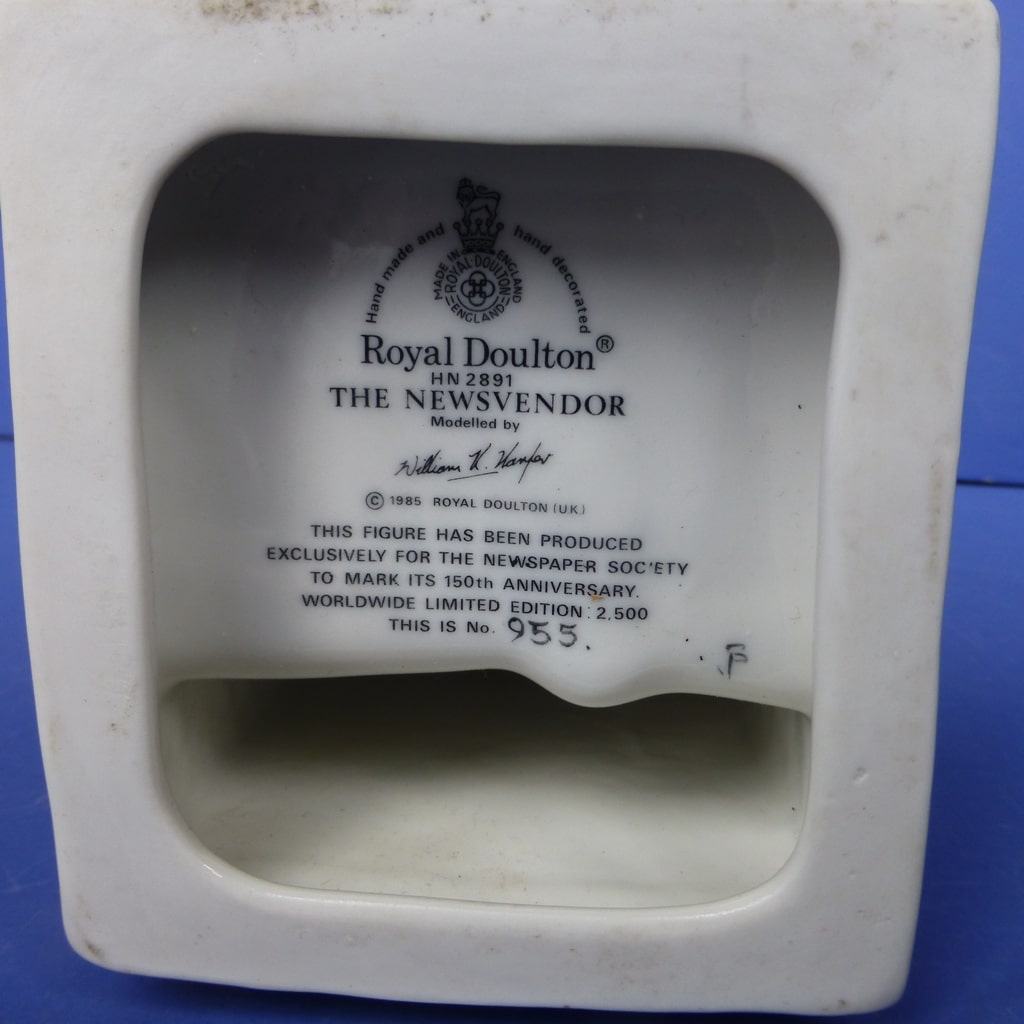 Hand made and hand decorated
MADE IN ENGLAND
ROYAL DOULTON
ENGLAND
Royal Doulton®
HN 2891
THE NEWSVENDOR
Modelled by
William K. Harper
© 1985 ROYAL DOULTON (U.K.)
THIS FIGURE HAS BEEN PRODUCED
EXCLUSIVELY FOR THE NEWSPAPER SOC'ETY
TO MARK ITS 150th ANNIVERSARY.
WORLDWIDE LIMITED EDITION : 2,500
THIS IS No. 955.